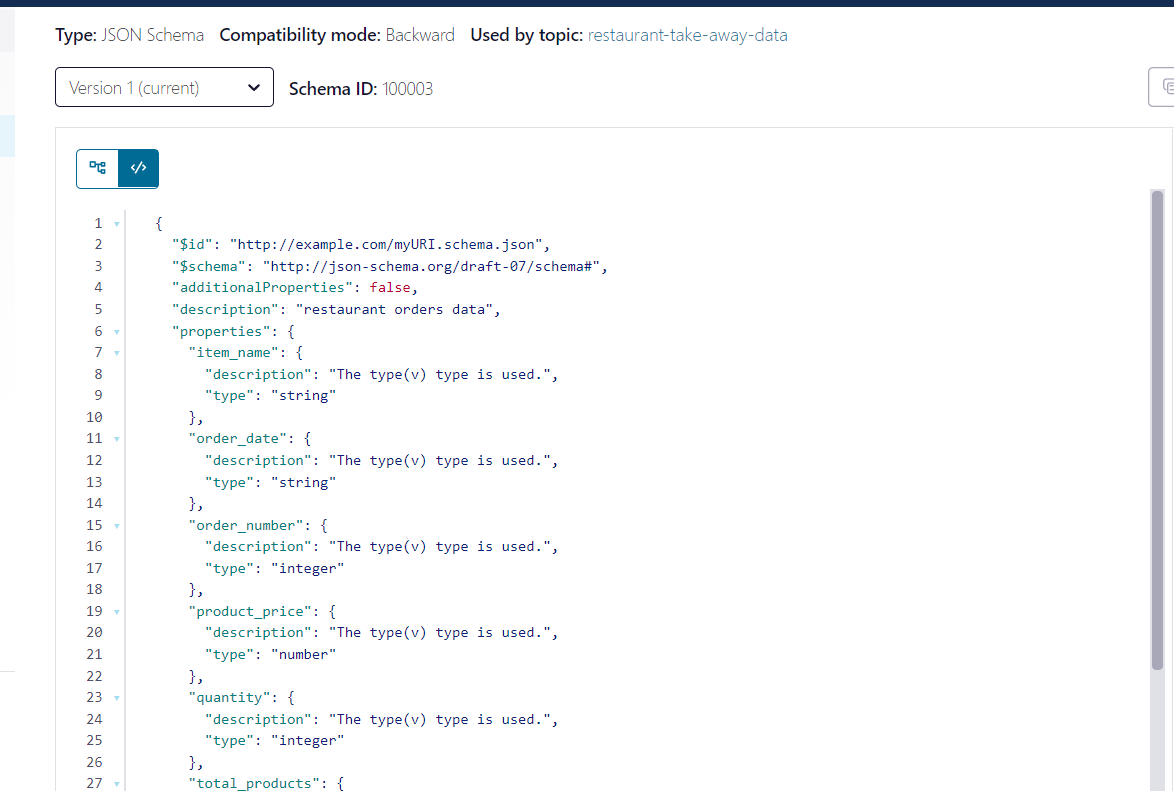 Type: JSON Schema Compatibility mode: Backward Used by topic: restaurant-take-away-data
Version 1 (current) Schema ID: 100003
</>
1 {
2 "$id": "http://example.com/myURI.schema.json",
3 "$schema": "http://json-schema.org/draft-07/schema#",
4 "additionalProperties": false,
5 "description": "restaurant orders data",
6 "properties": {
7 "item_name": {
8 "description": "The type(v) type is used.",
9 "type": "string"
10 },
11 "order_date": {
12 "description": "The type(v) type is used.",
13 "type": "string"
14 },
15 "order_number": {
16 "description": "The type(v) type is used.",
17 "type": "integer"
18 },
19 "product_price": {
20 "description": "The type(v) type is used.",
21 "type": "number"
22 },
23 "quantity": {
24 "description": "The type(v) type is used.",
25 "type": "integer"
26 },
27 "total_products": {